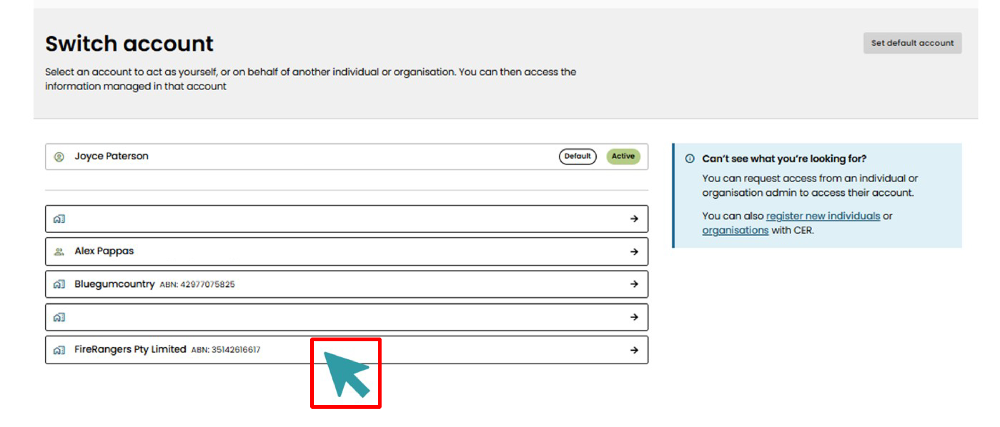 Switch account
Set default account
Select an account to act as yourself, or on behalf of another individual or organisation. You can then access the
information managed in that account
Joyce Paterson
Default
Active
Alex Pappas
Bluegumcountry ABN: 42977075825
FireRangers Pty Limited ABN: 35142616617
Can't see what you're looking for?
You can request access from an individual or
organisation admin to access their account.
You can also register new individuals or
organisations with CER.